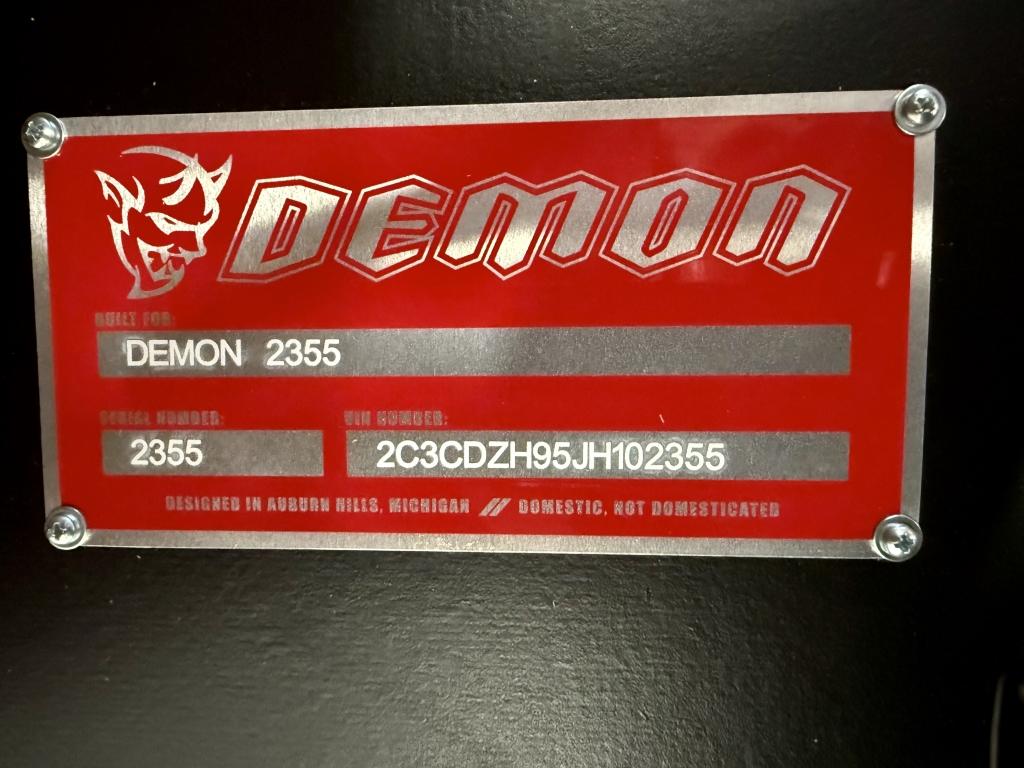 DEMON
BUILT FOR:
DEMON 2355
SERIAL NUMBER:
VIN NUMBER:
2355
2C3CDZH95JH102355
DESIGNED IN AUBURN HILLS, MICHIGAN // DOMESTIC, NOT DOMESTICATED